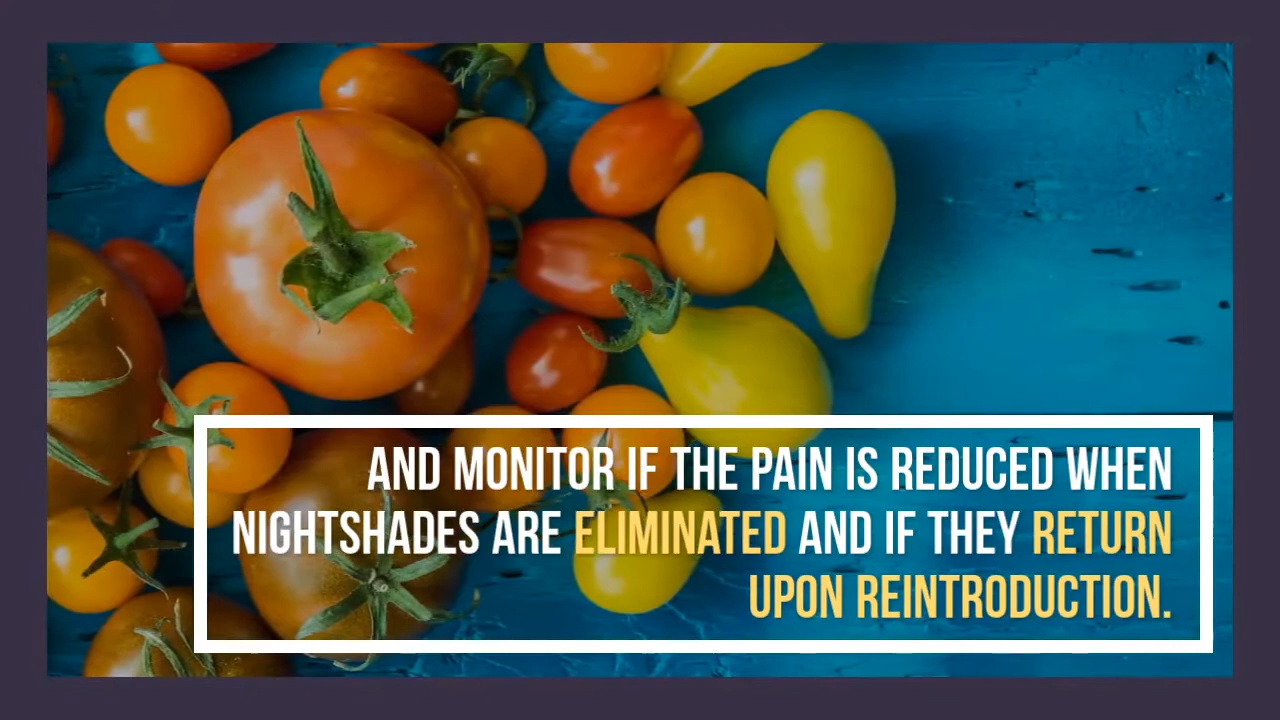 AND MONITOR IF THE PAIN IS REDUCED WHEN
NIGHTSHADES ARE ELIMINATED AND IF THEY RETURN
UPON REINTRODUCTION.